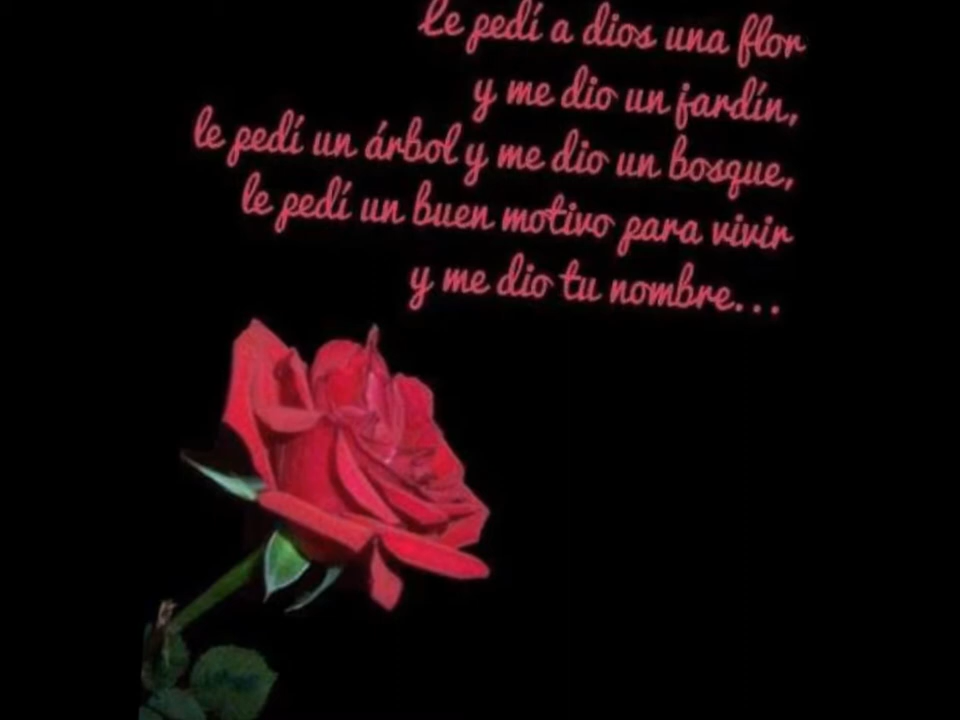 Le pedí a dios una flor
y me dio un jardín,
le pedí un árbol y me dio un bosque,
le pedí un buen motivo para vivir
y me dio tu nombre...